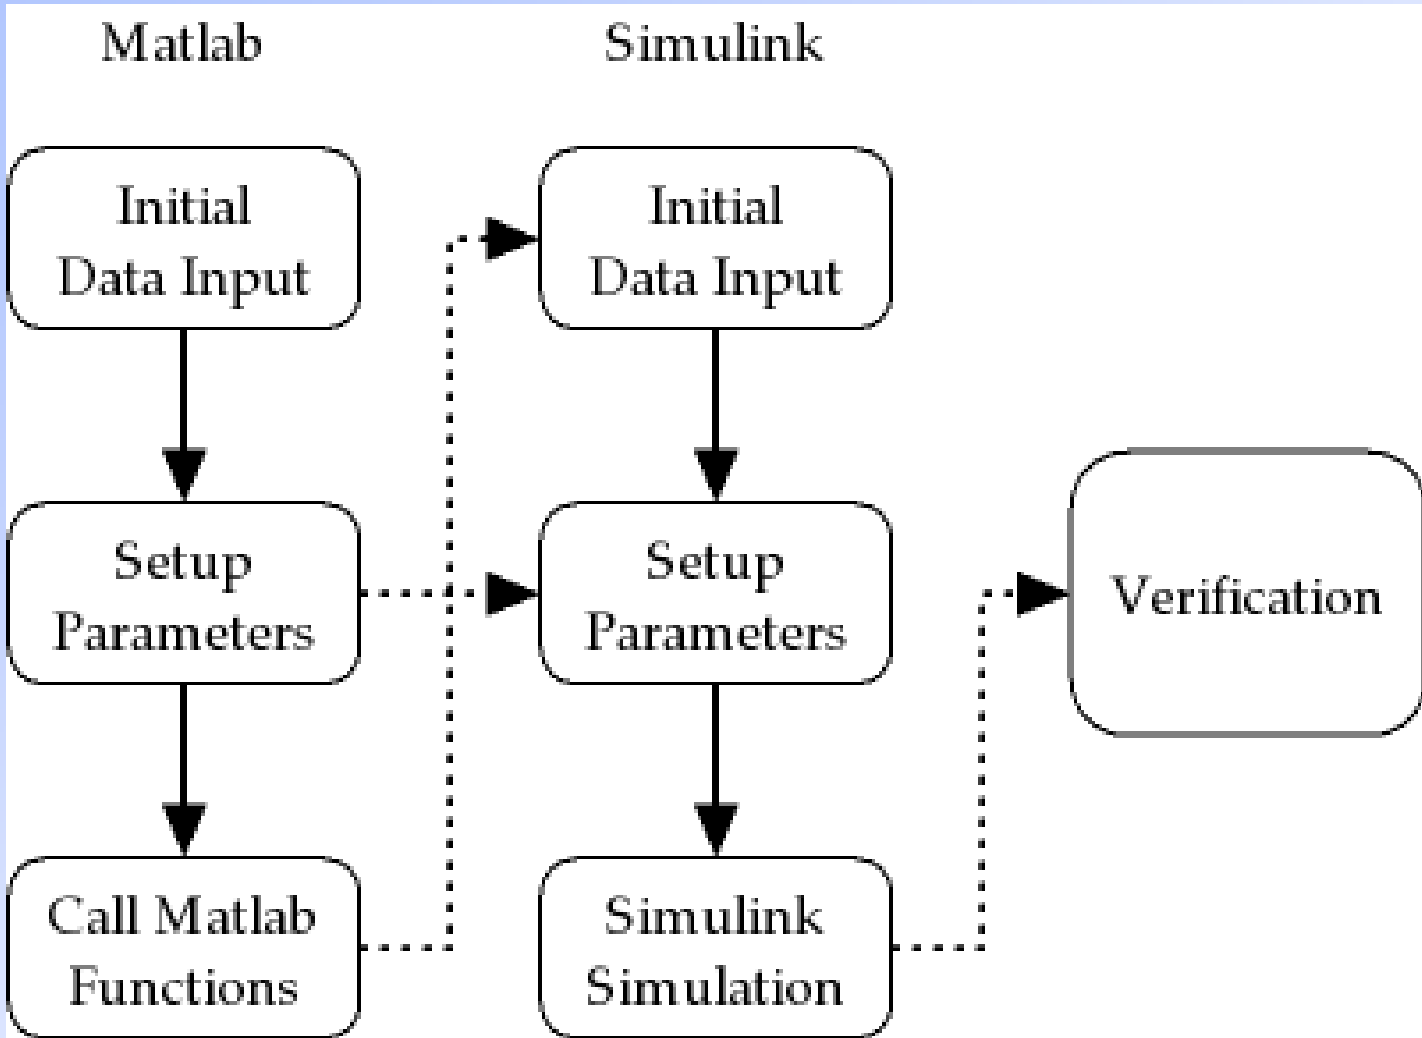 Matlab
Simulink
Initial
Data Input
Initial
Data Input
Setup
Parameters
Setup
Parameters
Verification
Call Matlab
Functions
Simulink
Simulation